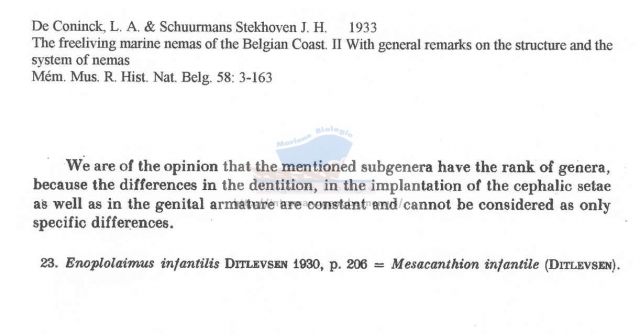 De Coninck, L. A. & Schuurmans Stekhoven J. H. 1933
The freeliving marine nemas of the Belgian Coast. II With general remarks on the structure and the
system of nemas
Mém. Mus. R. Hist. Nat. Belg. 58: 3-163
Mariene Biologie
We are of the opinion that the mentioned subgenera have the rank of genera,
because the differences in the dentition, in the implantation of the cephalic setae
as well as in the genital armature are constant and cannot be considered as only
specific differences.
23. Enoplolaimus infantilis DITLEVSEN 1930, p. 206 = Mesacanthion infantile (DITLEVSEN).